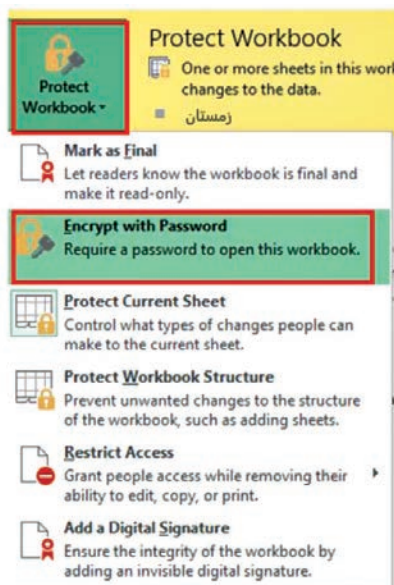 Protect Workbook
Protect
Workbook
One or more sheets in this wor
changes to the data.
زمستان
Mark as Final
Let readers know the workbook is final and
make it read-only.
Encrypt with Password
Require a password to open this workbook.
Protect Current Sheet
Control what types of changes people can
make to the current sheet.
Protect Workbook Structure
Prevent unwanted changes to the structure
of the workbook, such as adding sheets.
Restrict Access
Grant people access while removing their
ability to edit, copy, or print.
Add a Digital Signature
Ensure the integrity of the workbook by
adding an invisible digital signature.